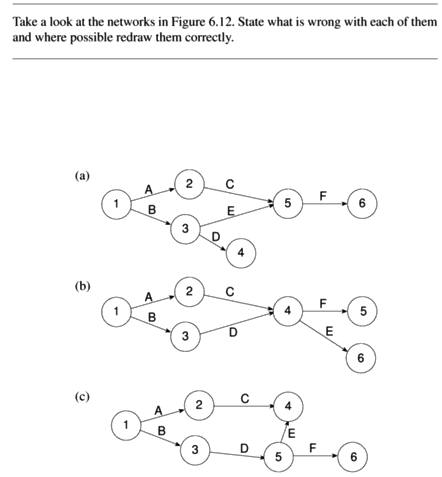 Take a look at the networks in Figure 6.12. State what is wrong with each of them
and where possible redraw them correctly.
(a)
A
2
C
1
B
E
5
F
6
3
D
4
(b)
A
2
C
1
B
4
F
5
3
D
E
6
(c)
A
2
C
4
1
B
E
3
D
5
F
6